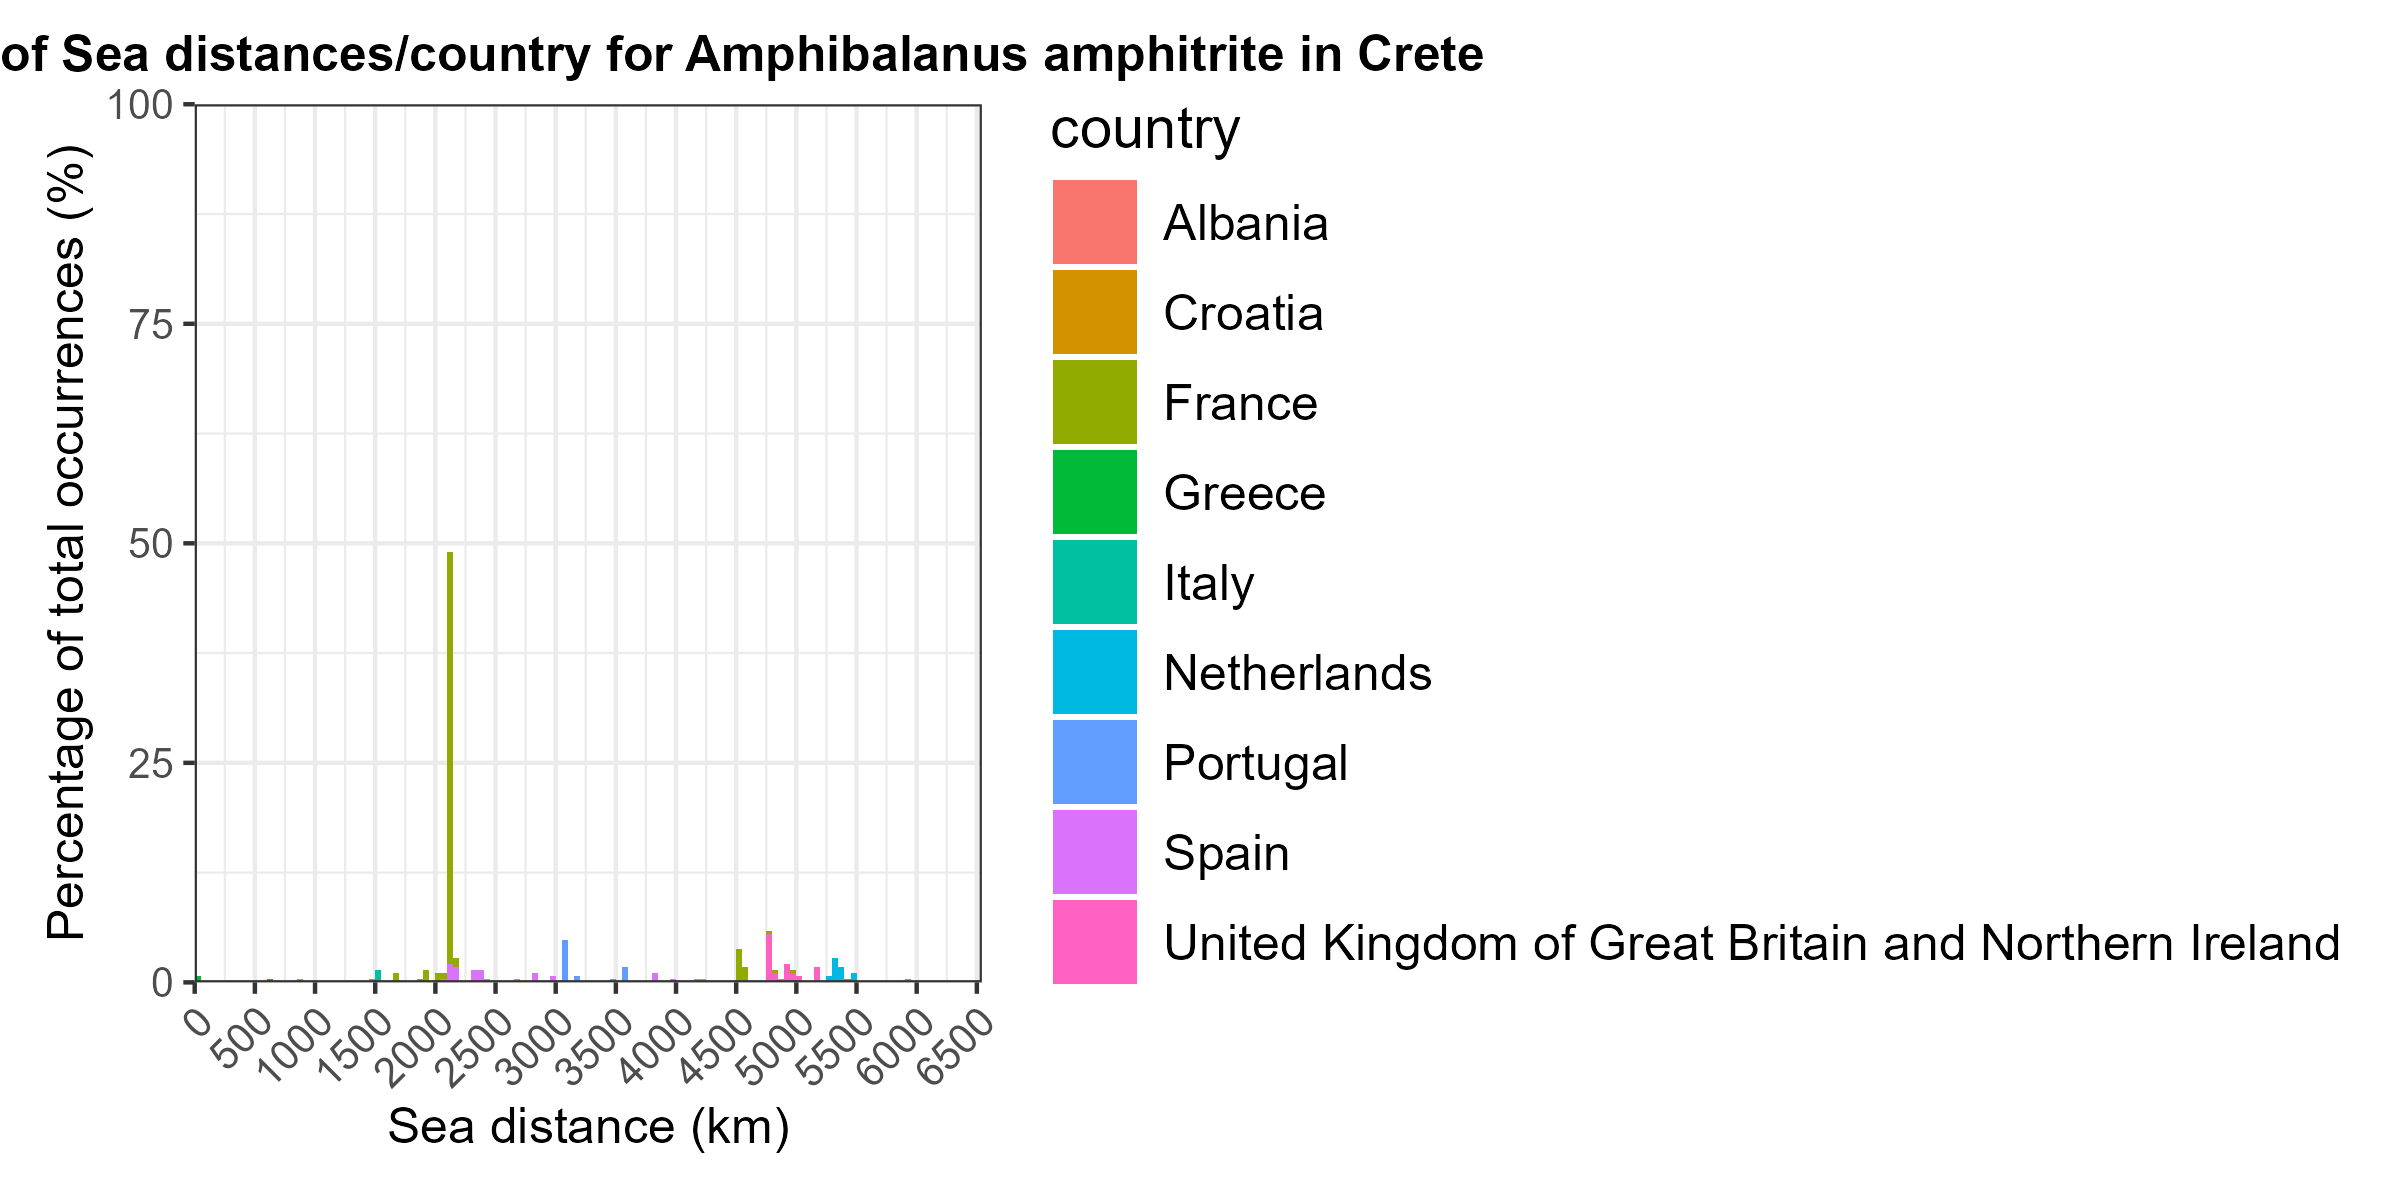 of Sea distances/country for Amphibalanus amphitrite in Crete
Percentage of total occurrences (%)
100
75
50
25
0
0
500
1000
1500
2000
2500
3000
3500
4000
4500
5000
5500
6000
6500
Sea distance (km)
country
Albania
Croatia
France
Greece
Italy
Netherlands
Portugal
Spain
United Kingdom of Great Britain and Northern Ireland